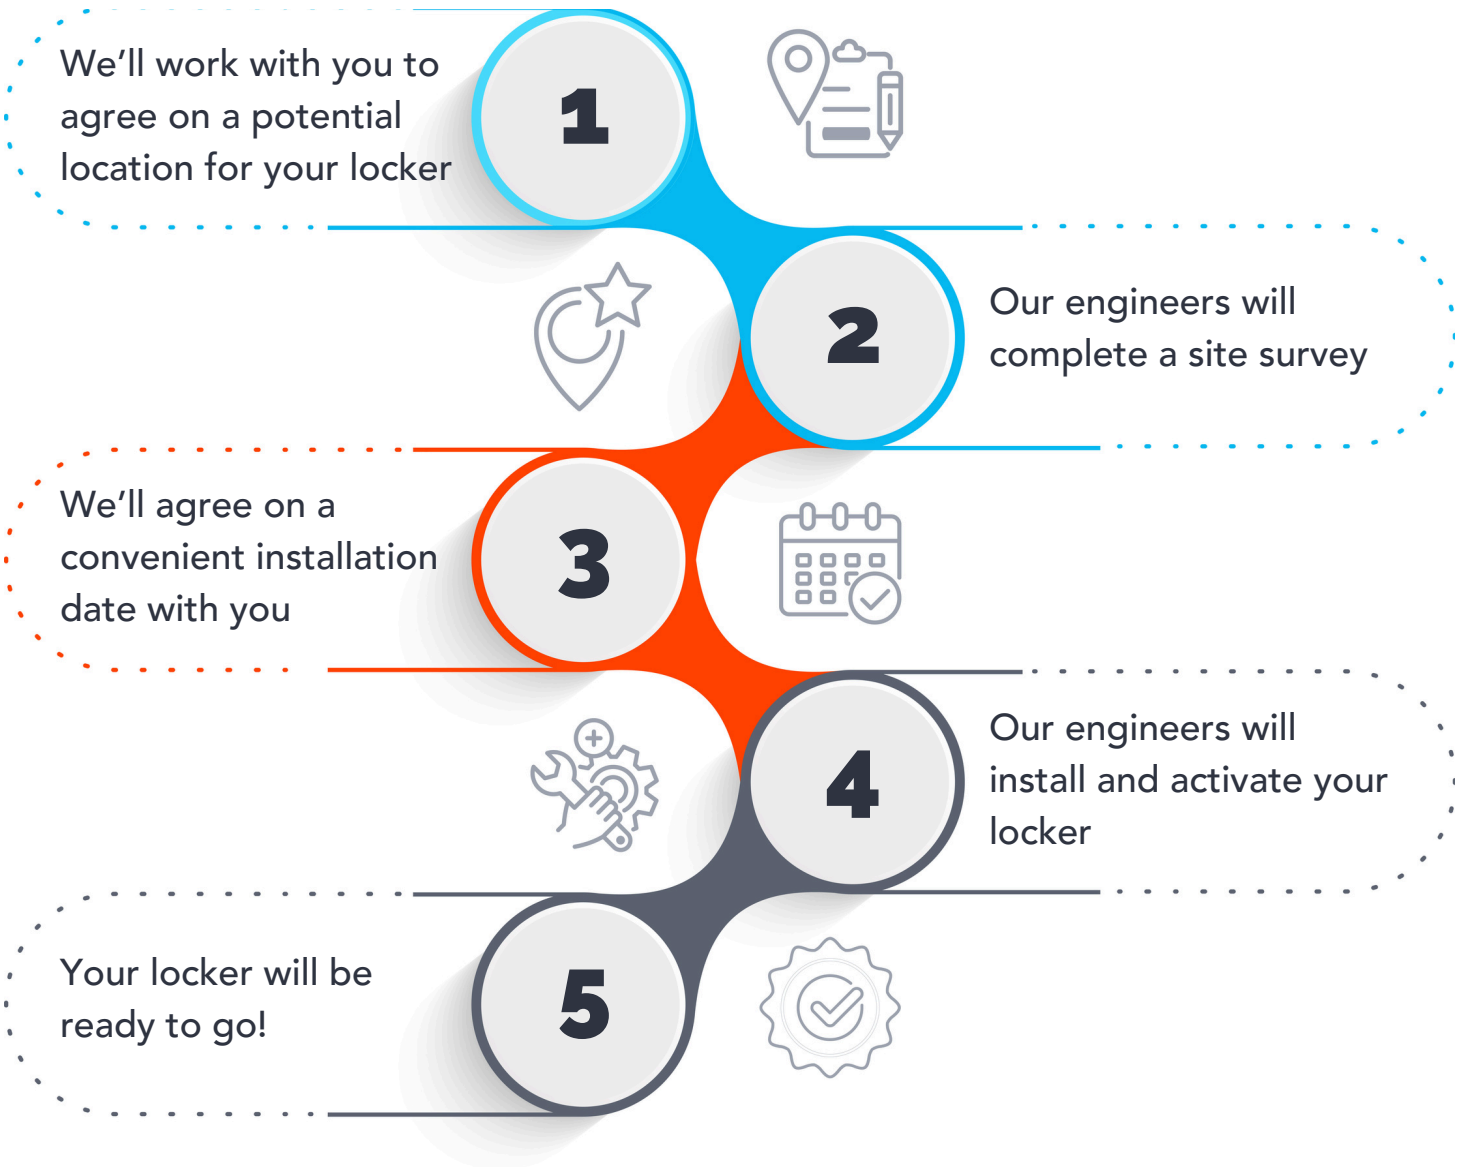 1
We’ll work with you to
agree on a potential
location for your locker
2
Our engineers will
complete a site survey
3
We’ll agree on a
convenient installation
date with you
4
Our engineers will
install and activate your
locker
5
Your locker will be
ready to go!